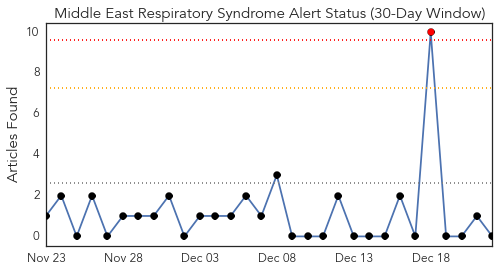 Middle East Respiratory Syndrome Alert Status (30-Day Window)
Articles Found
10
8
6
4
2
0
Nov 23 Nov 28 Dec 03 Dec 08 Dec 13 Dec 18